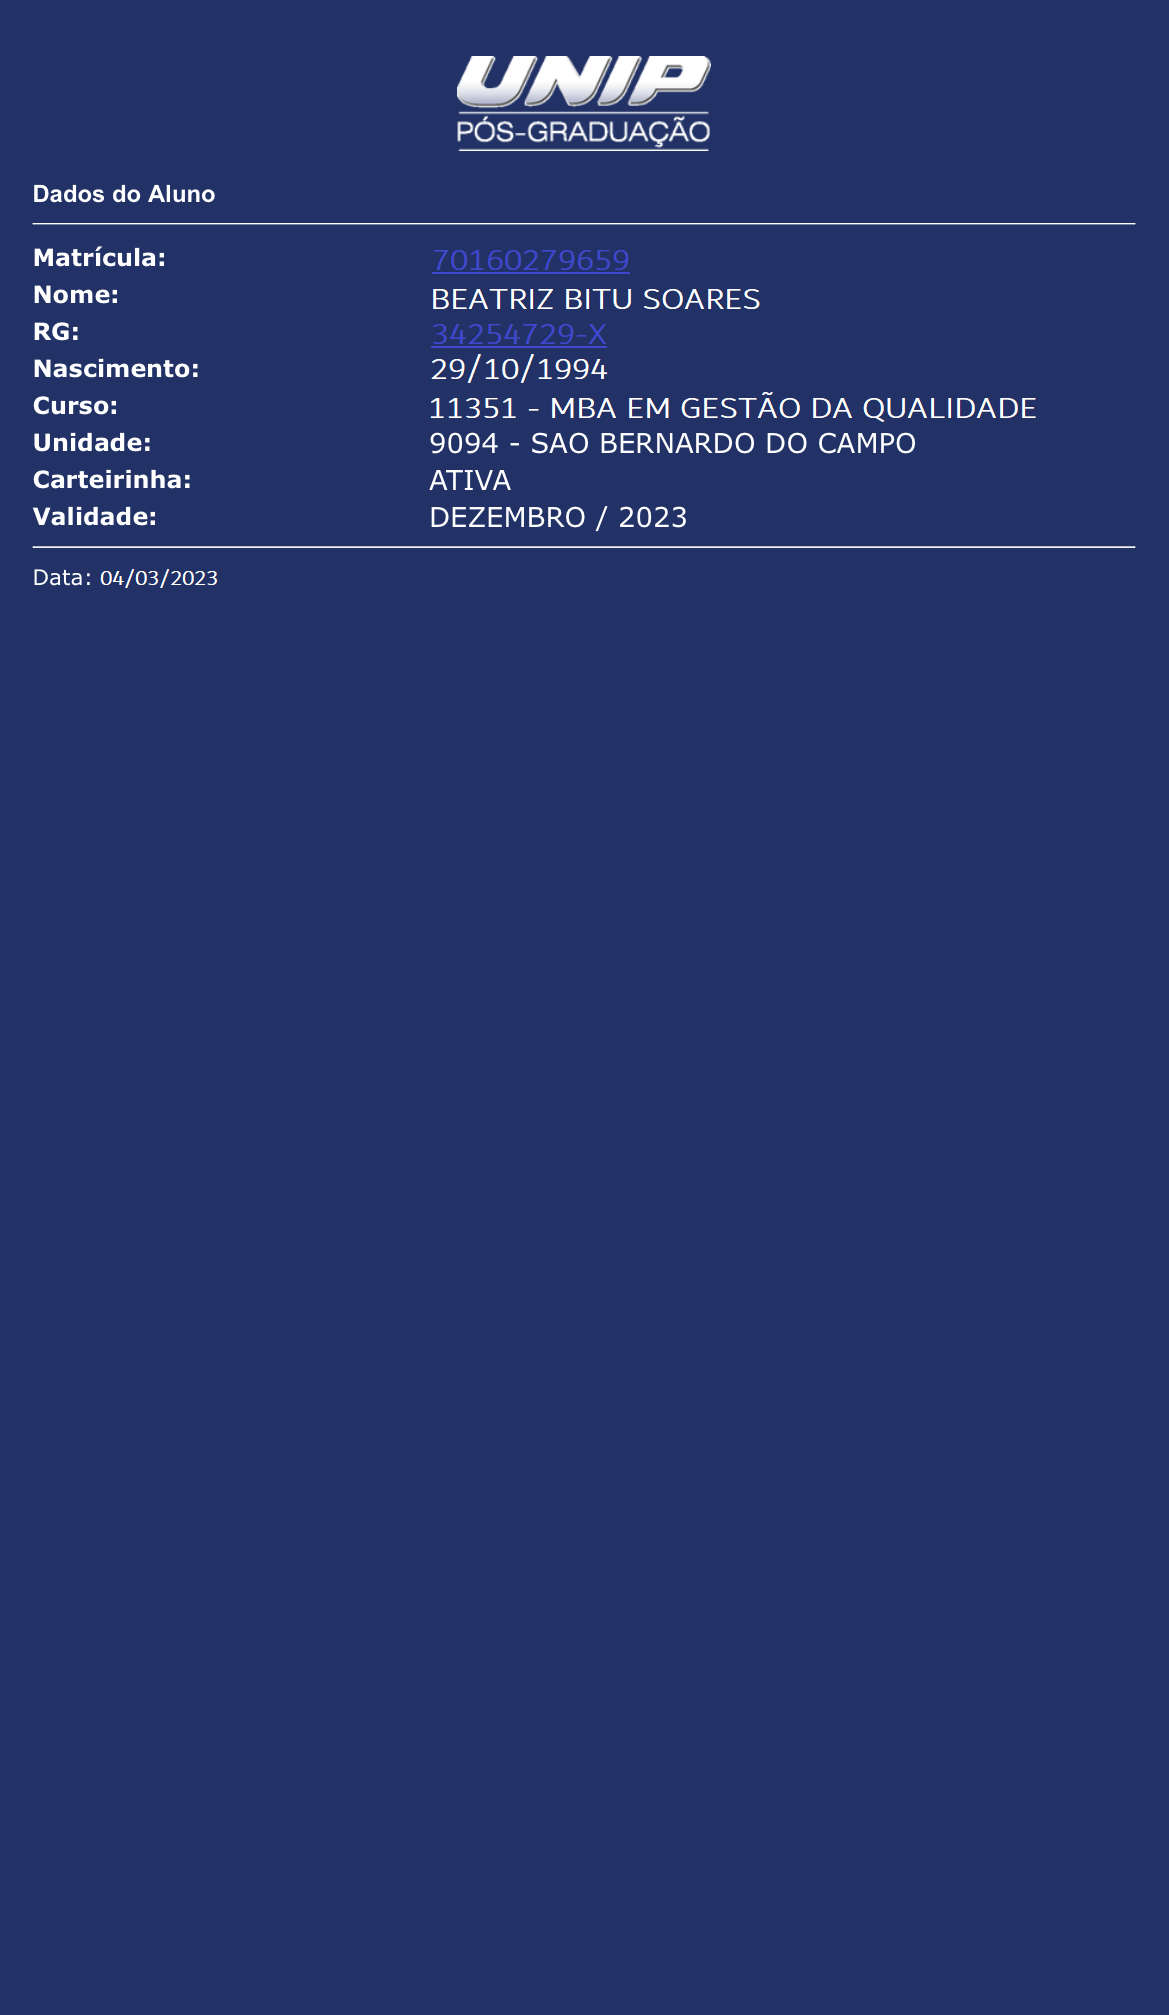 UNIP
PÓS-GRADUAÇÃO
Dados do Aluno
Matrícula: 70160279659
Nome: BEATRIZ BITU SOARES
RG: 34254729-X
Nascimento: 29/10/1994
Curso: 11351 - MBA EM GESTÃO DA QUALIDADE
Unidade: 9094 - SAO BERNARDO DO CAMPO
Carteirinha: ATIVA
Validade: DEZEMBRO / 2023
Data: 04/03/2023